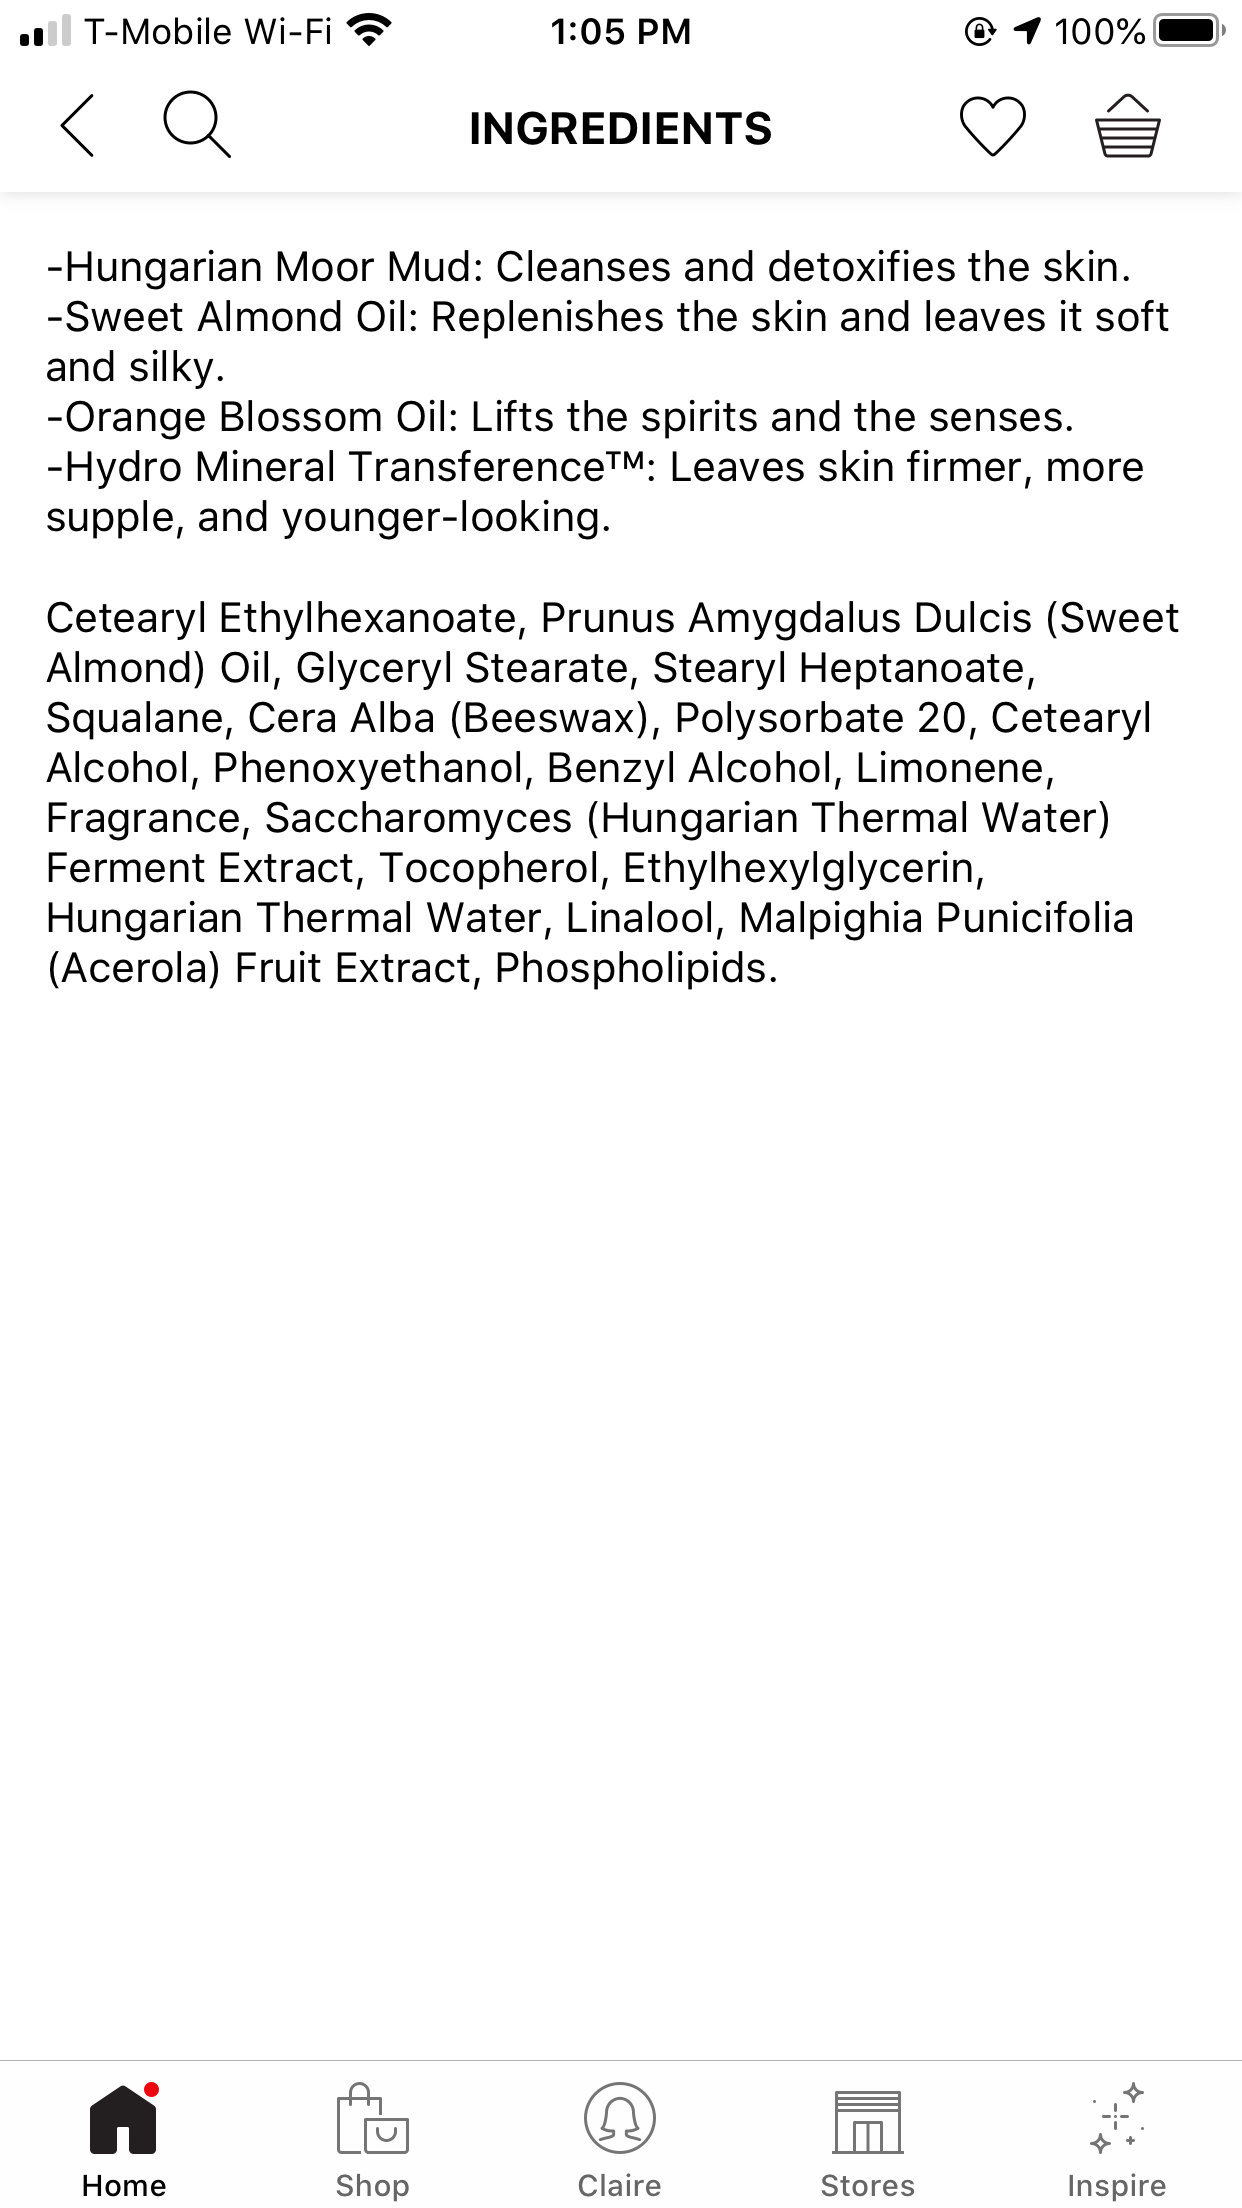 T-Mobile Wi-Fi 1:05 PM 100%
INGREDIENTS
-Hungarian Moor Mud: Cleanses and detoxifies the skin.
-Sweet Almond Oil: Replenishes the skin and leaves it soft
and silky.
-Orange Blossom Oil: Lifts the spirits and the senses.
-Hydro Mineral Transference™: Leaves skin firmer, more
supple, and younger-looking.
Cetearyl Ethylhexanoate, Prunus Amygdalus Dulcis (Sweet
Almond) Oil, Glyceryl Stearate, Stearyl Heptanoate,
Squalane, Cera Alba (Beeswax), Polysorbate 20, Cetearyl
Alcohol, Phenoxyethanol, Benzyl Alcohol, Limonene,
Fragrance, Saccharomyces (Hungarian Thermal Water)
Ferment Extract, Tocopherol, Ethylhexylglycerin,
Hungarian Thermal Water, Linalool, Malpighia Punicifolia
(Acerola) Fruit Extract, Phospholipids.
Home Shop Claire Stores Inspire